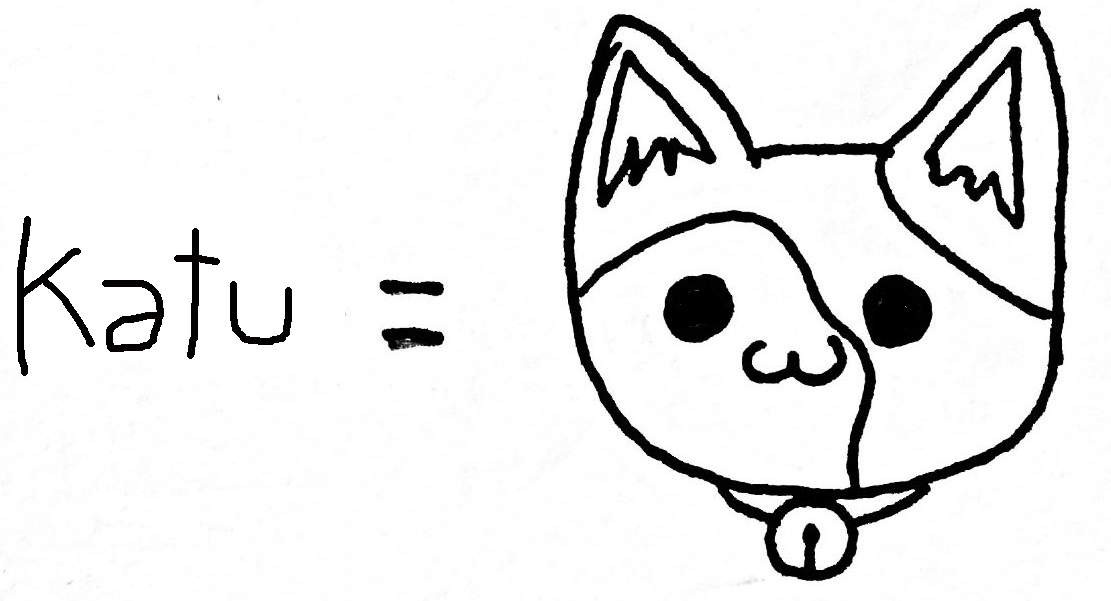 Katu =